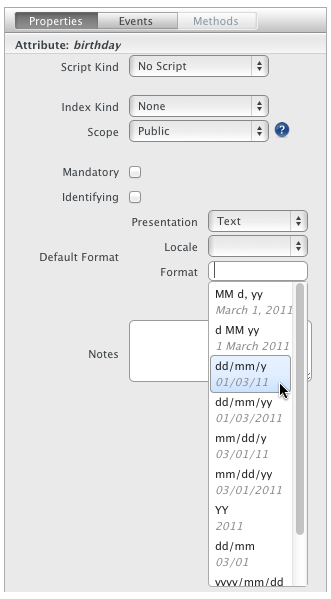 Properties Events Methods
Attribute: birthday
Script Kind No Script
Index Kind None
Scope Public ?
Mandatory
Identifying
Presentation Text
Locale
Default Format
Format
MM d, yy
March 1, 2011
d MM yy
1 March 2011
dd/mm/y
01/03/11
Notes
dd/mm/yy
01/03/2011
mm/dd/y
03/01/11
mm/dd/yy
03/01/2011
YY
2011
dd/mm
03/01
yyyy/mm/dd